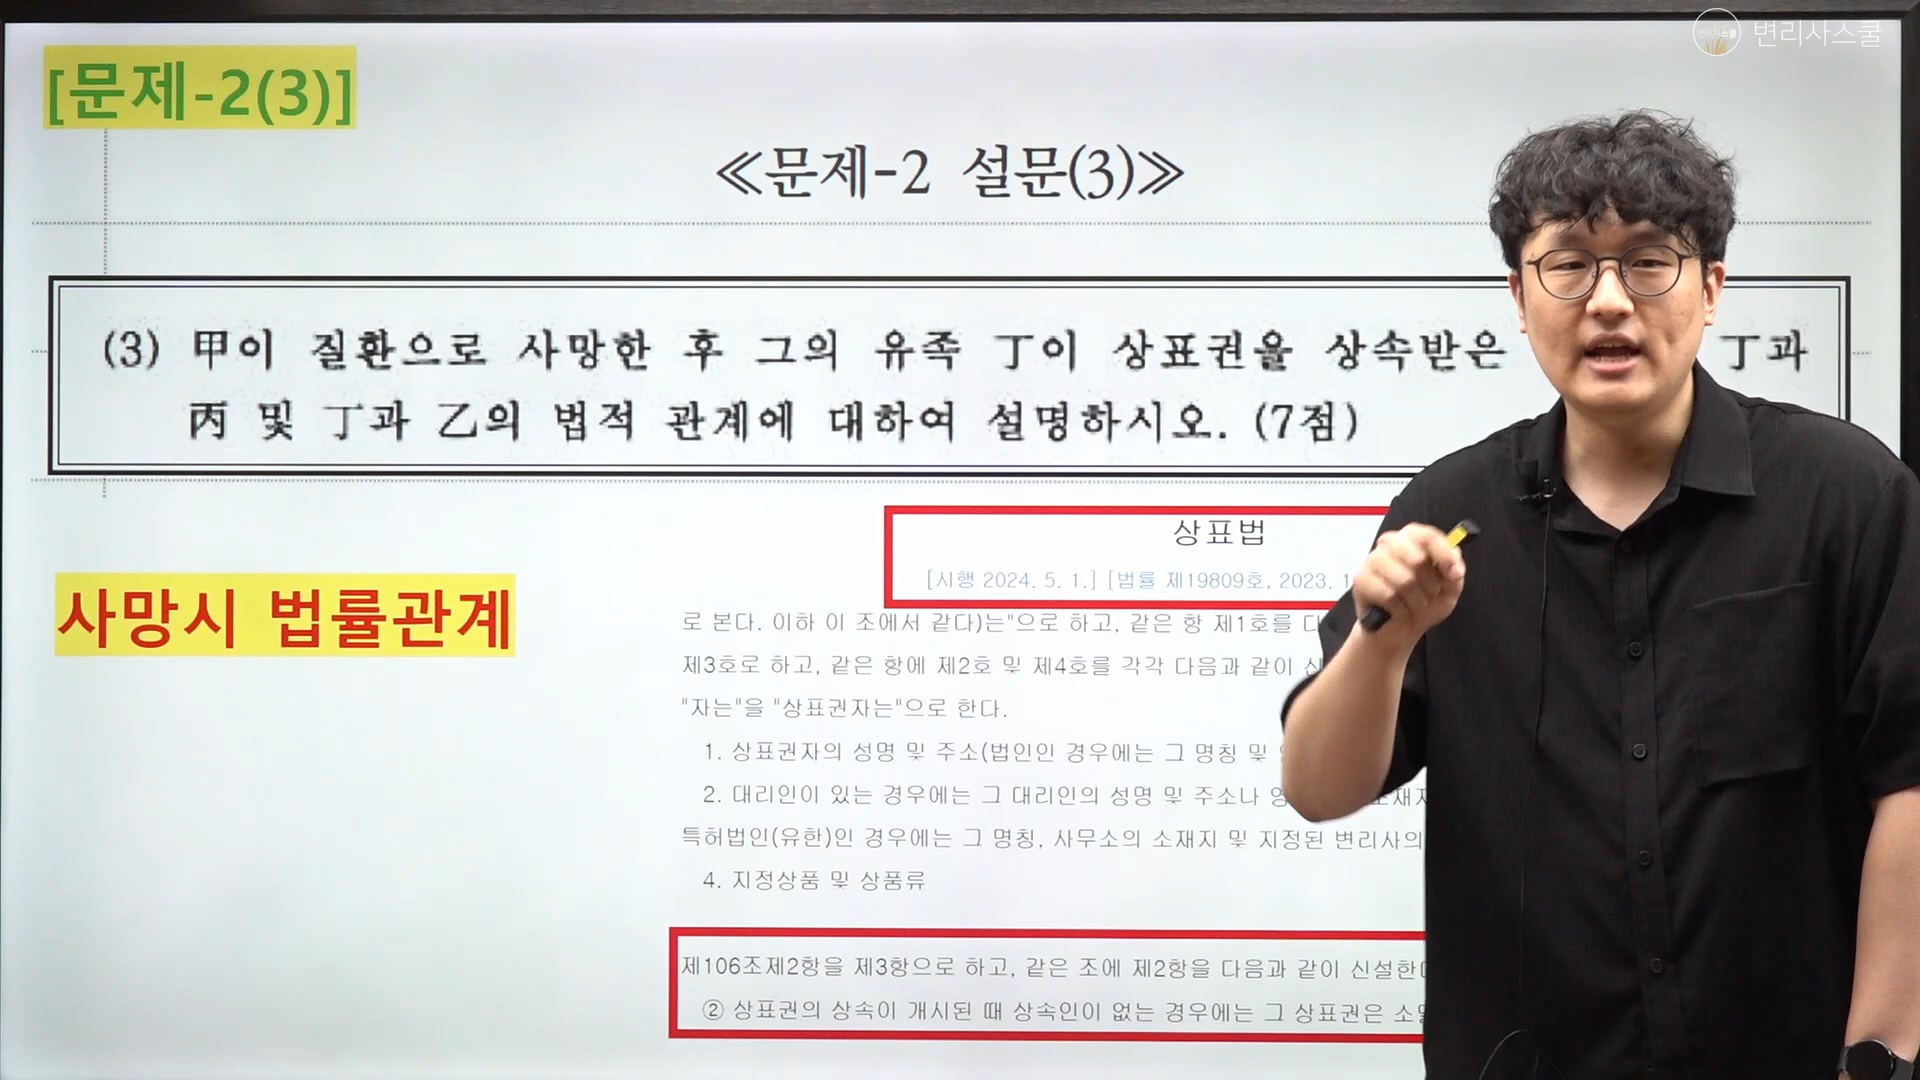 변리사스쿨
[문제-2(3)]
≪문제-2 설문(3)≫
(3) 甲이 질환으로 사망한 후 그의 유족 丁이 상표권을 상속받은 丁과
丙 및 丁과 乙의 법적 관계에 대하여 설명하시오. (7점)
상표법
[시행 2024. 5. 1.] [법률 제19809호, 2023.
사망시 법률관계
로 본다. 이하 이 조에서 같다)는"으로 하고, 같은 항 제1호를
제3호로 하고, 같은 항에 제2호 및 제4호를 각각 다음과 같이
"자는"을 "상표권자는"으로 한다.
1. 상표권자의 성명 및 주소(법인인 경우에는 그 명칭 및
2. 대리인이 있는 경우에는 그 대리인의 성명 및 주소나
특허법인(유한)인 경우에는 그 명칭, 사무소의 소재지 및 지정된 변리사의
4. 지정상품 및 상품류
제106조제2항을 제3항으로 하고, 같은 조에 제2항을 다음과 같이 신설한
② 상표권의 상속이 개시된 때 상속인이 없는 경우에는 그 상표권은